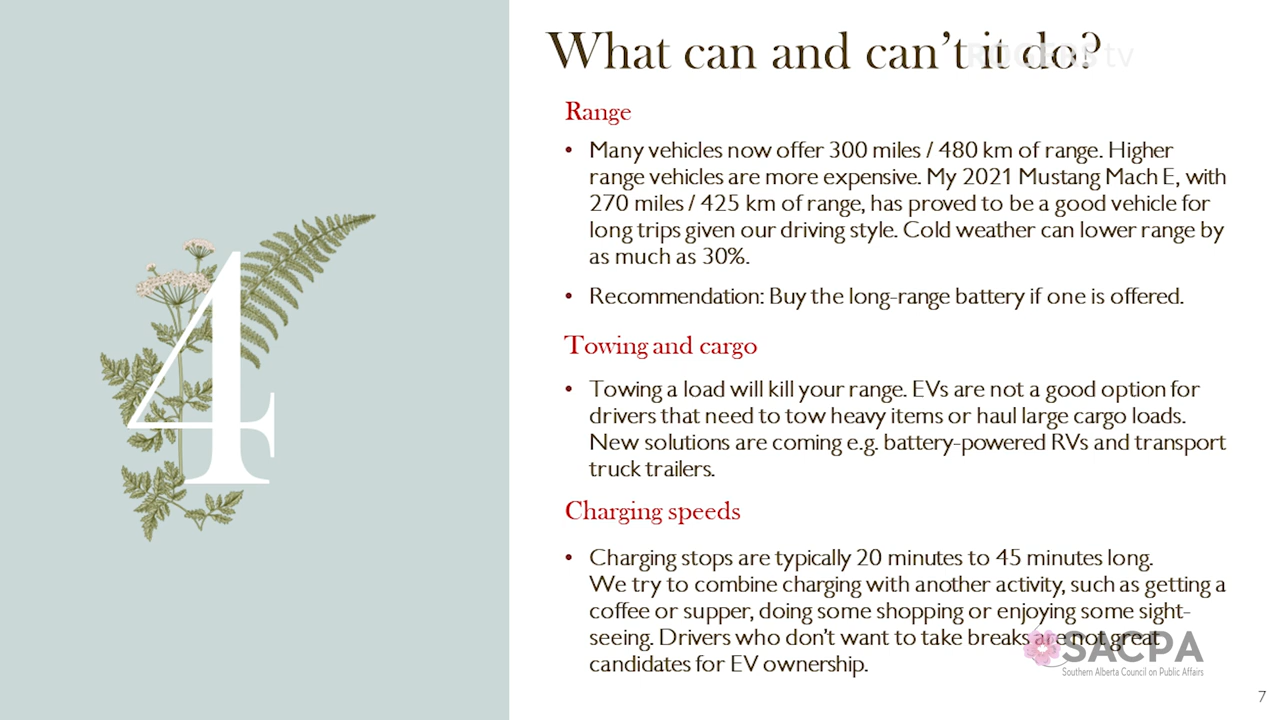 4
What can and can't it do?
ROGERS tv
Range
• Many vehicles now offer 300 miles / 480 km of range. Higher
range vehicles are more expensive. My 2021 Mustang Mach E, with
270 miles / 425 km of range, has proved to be a good vehicle for
long trips given our driving style. Cold weather can lower range by
as much as 30%.
• Recommendation: Buy the long-range battery if one is offered.
Towing and cargo
• Towing a load will kill your range. EVs are not a good option for
drivers that need to tow heavy items or haul large cargo loads.
New solutions are coming e.g. battery-powered RVs and transport
truck trailers.
Charging speeds
• Charging stops are typically 20 minutes to 45 minutes long.
We try to combine charging with another activity, such as getting a
coffee or supper, doing some shopping or enjoying some sight-
seeing. Drivers who don't want to take breaks are not great
candidates for EV ownership.
SACPA
Southern Alberta Council on Public Affairs
7